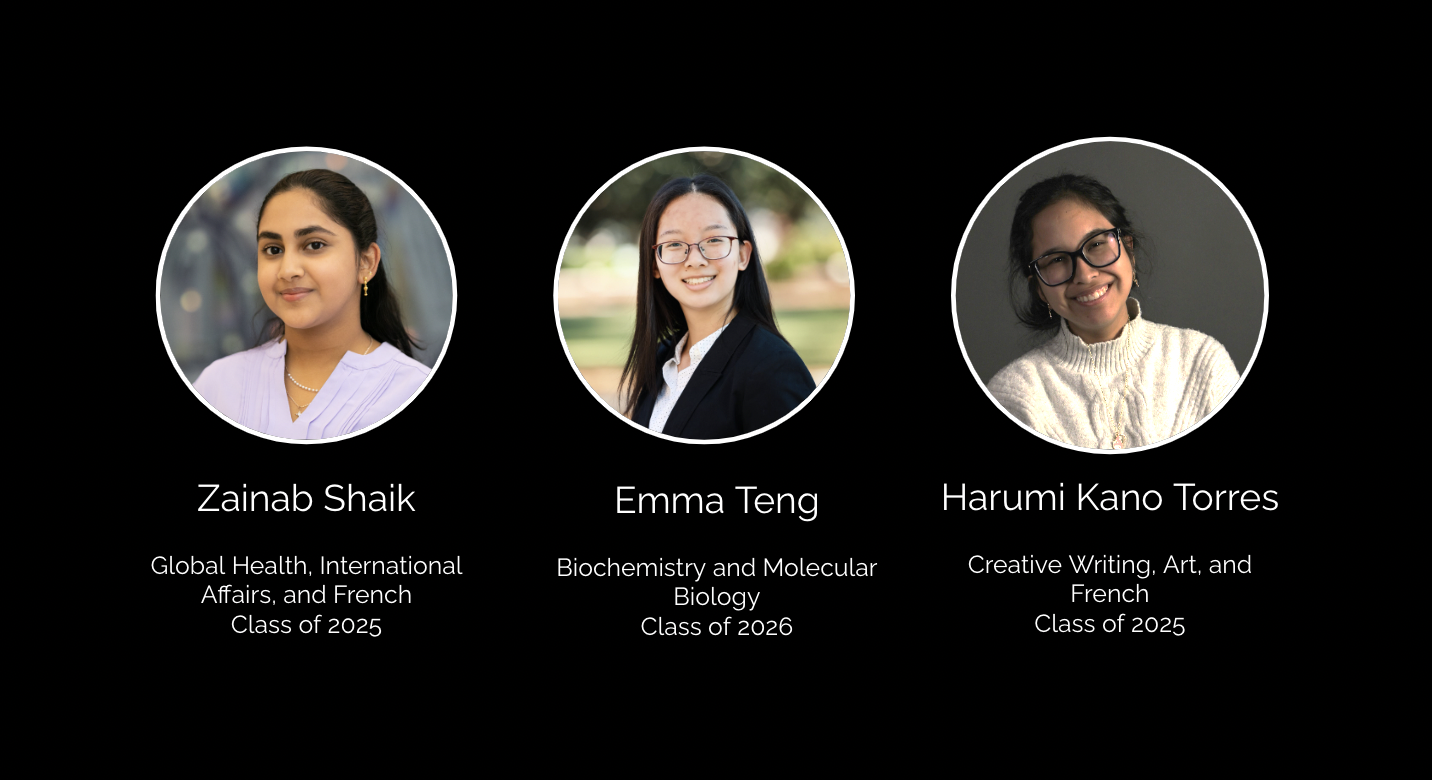 Zainab Shaik
Global Health, International
Affairs, and French
Class of 2025
Emma Teng
Biochemistry and Molecular
Biology
Class of 2026
Harumi Kano Torres
Creative Writing, Art, and
French
Class of 2025